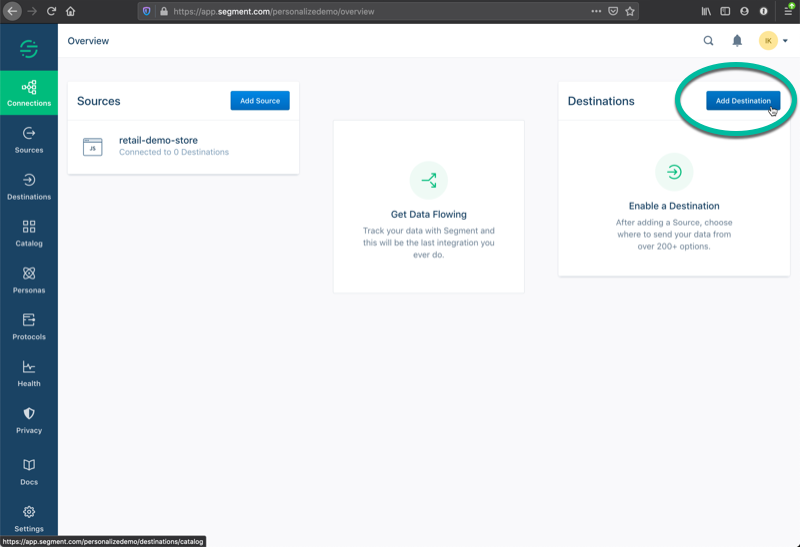 https://app.segment.com/personalizedemo/overview
Overview
IK
Connections
Sources
Destinations
Catalog
Personas
Protocols
Health
Privacy
Docs
Settings
Sources
Add Source
JS
retail-demo-store
Connected to 0 Destinations
Get Data Flowing
Track your data with Segment and
this will be the last integration you
ever do.
Destinations
Add Destination
Enable a Destination
After adding a Source, choose
where to send your data from
over 200+ options.
https://app.segment.com/personalizedemo/destinations/catalog